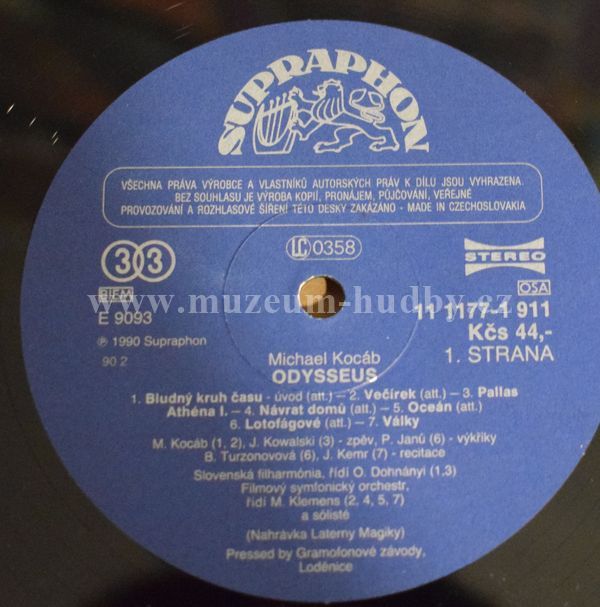 SUPRAPHON
VŠECHNA PRÁVA VÝROBCE A VLASTNÍKŮ AUTORSKÝCH PRÁV K DÍLU JSOU VYHRAZENA.
BEZ SOUHLASU JE VÝROBA KOPIÍ, PRONÁJEM, PŮJČOVÁNÍ, VEŘEJNÉ
PROVOZOVÁNÍ A ROZHLASOVÉ ŠÍŘENÍ TÉTO DESKY ZAKÁZÁNO - MADE IN CZECHOSLOVAKIA
33
LC 0358
STEREO
BIEM
OSA
www.muzeum-hudby.cz
E 9093
11 1177-1 911
Kčs 44,-
℗ 1990 Supraphon
1. STRANA
90 2
Michael Kocáb
ODYSSEUS
1. Bludný kruh času - úvod (att.) – 2. Večírek (att.) – 3. Pallas
Athéna I. – 4. Návrat domů (att.) – 5. Oceán (att.)
6. Lotofágové (att.) – 7. Války
M. Kocáb (1, 2), J. Kowalski (3) - zpěv, P. Janů (6) - výkřiky
B. Turzonovová (6), J. Kemr (7) - recitace
Slovenská filharmónia, řídí O. Dohnányi (1,3)
Filmový symfonický orchestr,
řídí M. Klemens (2, 4, 5, 7)
a sólisté
(Nahrávka Laterny Magiky)
Pressed by Gramofonové závody,
Loděnice